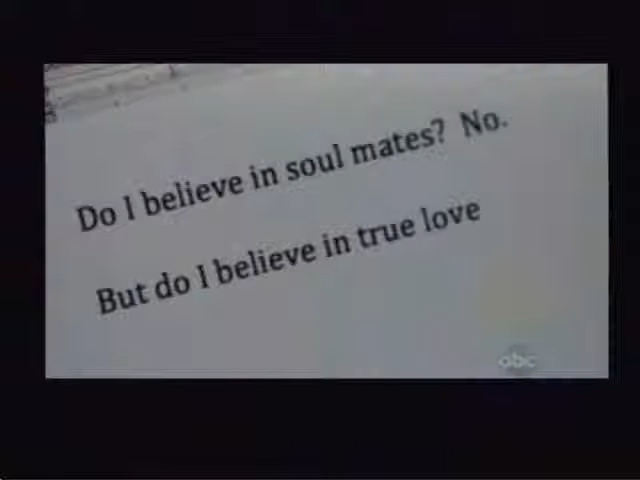 Do I believe in soul mates? No.
But do I believe in true love
abc